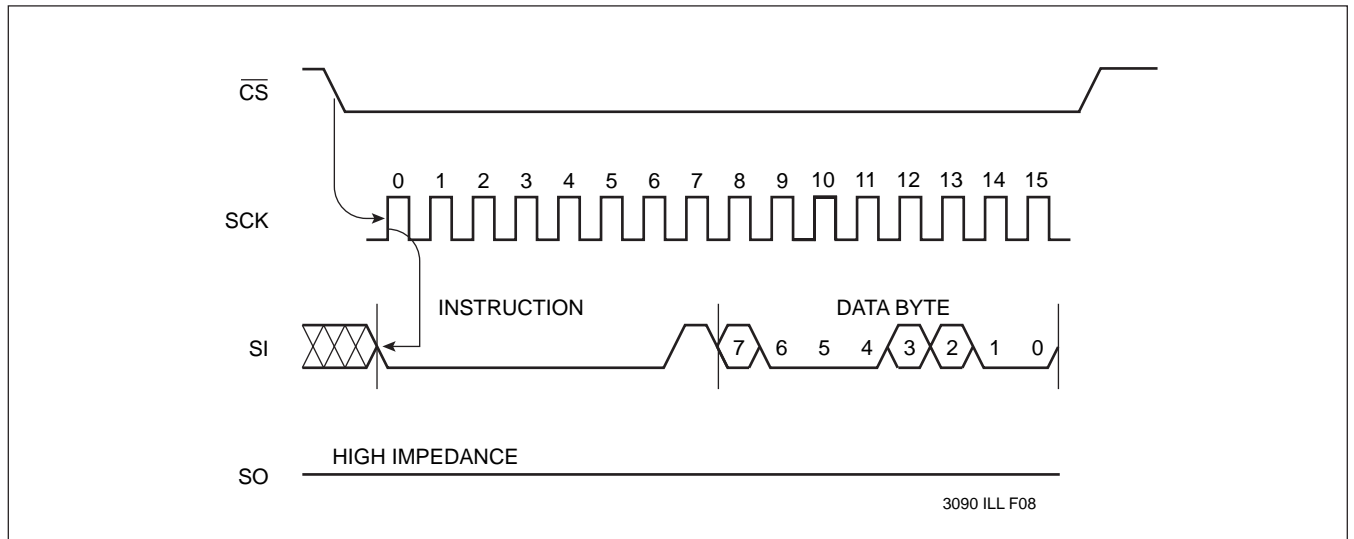 CS
0 1 2 3 4 5 6 7 8 9 10 11 12 13 14 15
SCK
INSTRUCTION DATA BYTE
SI 7 6 5 4 3 2 1 0
HIGH IMPEDANCE
SO
3090 ILL F08